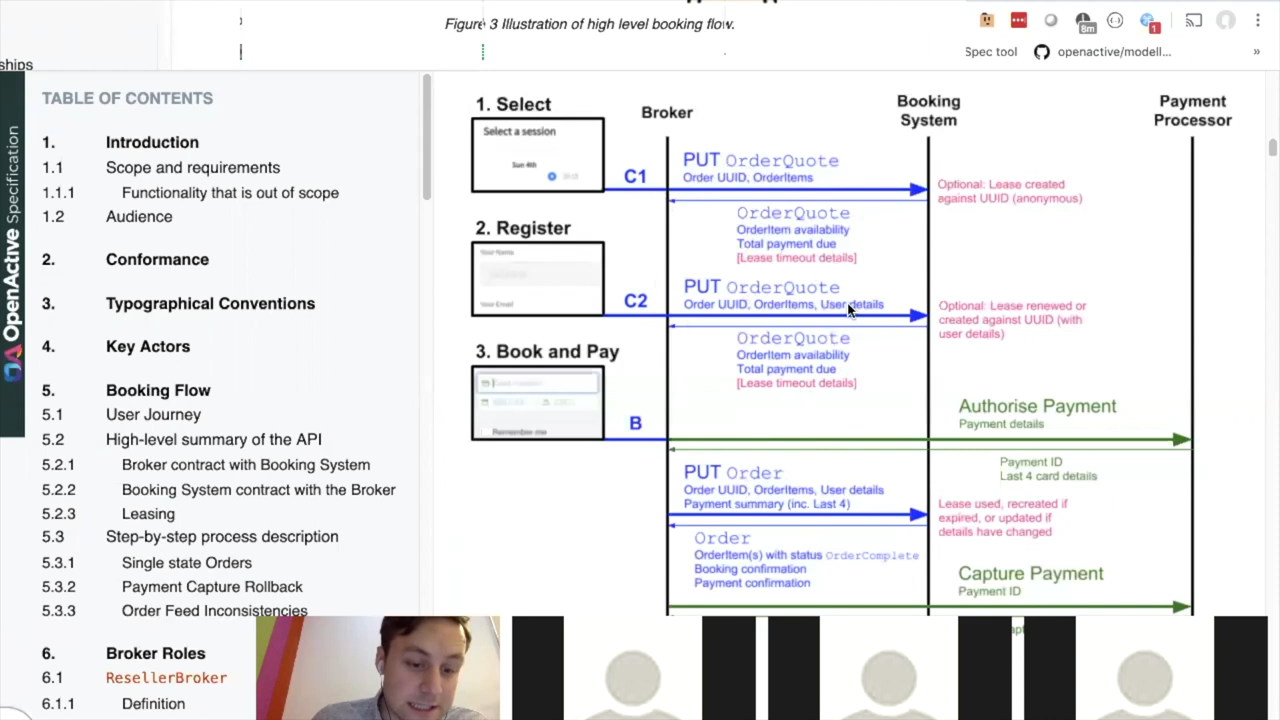 Figure 3 Illustration of high level booking flow.
8m
1
Spec tool
openactive/modell...
»
ships
OpenActive Specification
TABLE OF CONTENTS
1. Introduction
1.1 Scope and requirements
1.1.1 Functionality that is out of scope
1.2 Audience
2. Conformance
3. Typographical Conventions
4. Key Actors
5. Booking Flow
5.1 User Journey
5.2 High-level summary of the API
5.2.1 Broker contract with Booking System
5.2.2 Booking System contract with the Broker
5.2.3 Leasing
5.3 Step-by-step process description
5.3.1 Single state Orders
5.3.2 Payment Capture Rollback
5.3.3 Order Feed Inconsistencies
6. Broker Roles
6.1 ResellerBroker
6.1.1 Definition
Broker
Booking System
Payment Processor
1. Select
Select a session
Sun 4th
C1
PUT OrderQuote
Order UUID, OrderItems
Optional: Lease created
against UUID (anonymous)
OrderQuote
OrderItem availability
Total payment due
[Lease timeout details]
2. Register
Your Name
Your Email
C2
PUT OrderQuote
Order UUID, OrderItems, User details
Optional: Lease renewed or
created against UUID (with
user details)
OrderQuote
OrderItem availability
Total payment due
[Lease timeout details]
3. Book and Pay
Remember me
B
Authorise Payment
Payment details
Payment ID
Last 4 card details
PUT Order
Order UUID, OrderItems, User details
Payment summary (inc. Last 4)
Lease used, recreated if
expired, or updated if
details have changed
Order
OrderItem(s) with status OrderComplete
Booking confirmation
Payment confirmation
Capture Payment
Payment ID